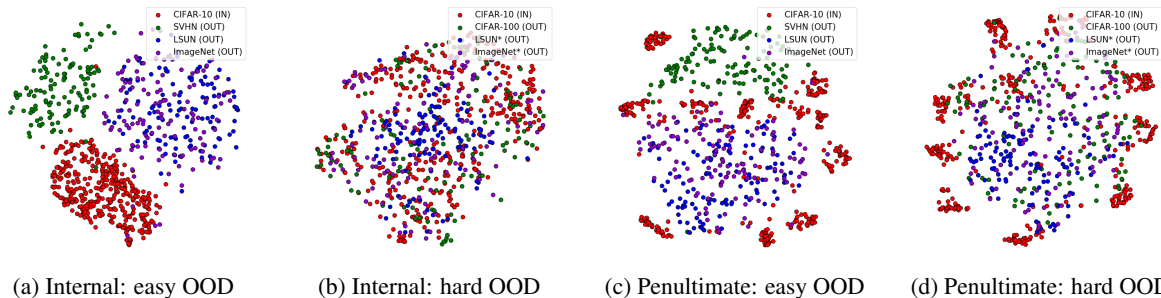 CIFAR-10 (IN)
SVHN (OUT)
LSUN (OUT)
ImageNet (OUT)
CIFAR-10 (IN)
CIFAR-100 (OUT)
LSUN* (OUT)
ImageNet* (OUT)
CIFAR-10 (IN)
SVHN (OUT)
LSUN (OUT)
ImageNet (OUT)
CIFAR-10 (IN)
CIFAR-100 (OUT)
LSUN* (OUT)
ImageNet* (OUT)
(a) Internal: easy OOD
(b) Internal: hard OOD
(c) Penultimate: easy OOD
(d) Penultimate: hard OOD